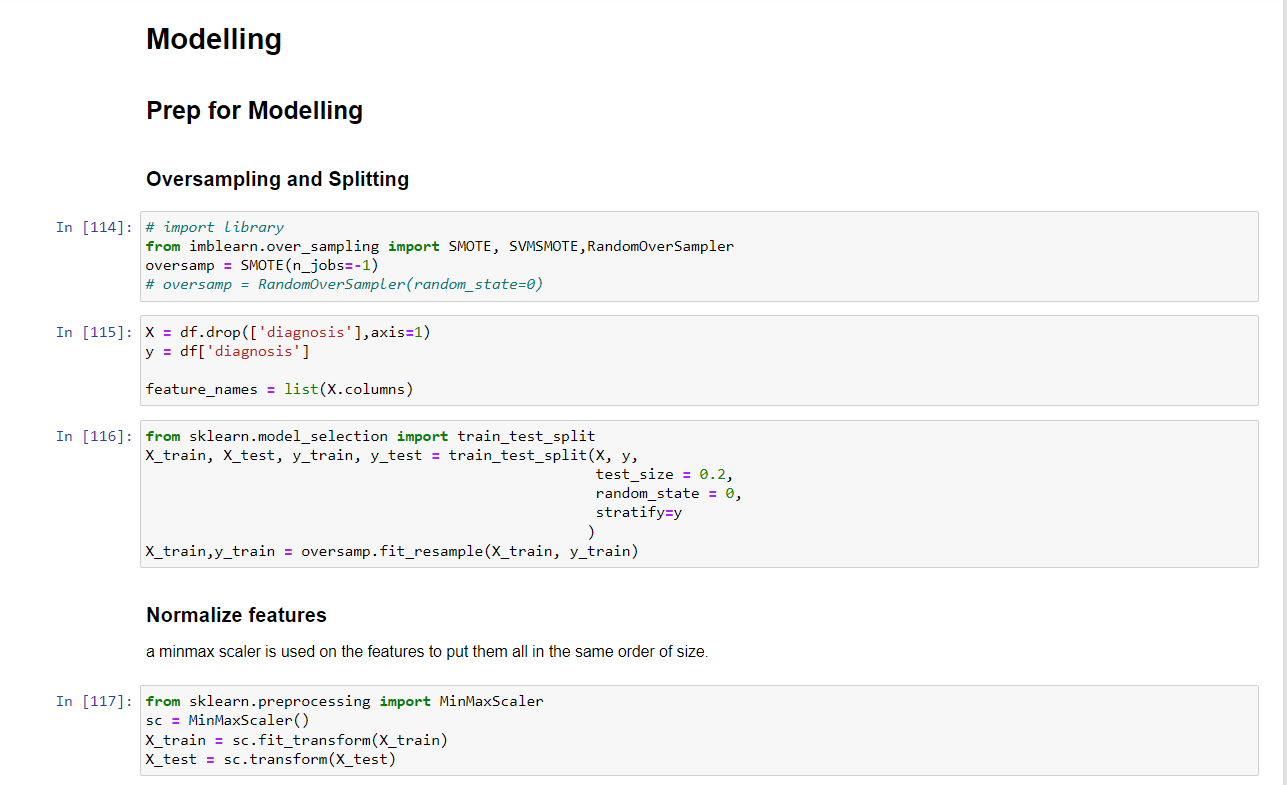 Modelling
Prep for Modelling
Oversampling and Splitting
In [114]: # import library
from imblearn.over_sampling import SMOTE, SVMSMOTE,RandomOverSampler
oversamp = SMOTE(n_jobs=-1)
# oversamp = RandomOverSampler(random_state=0)
In [115]: X = df.drop(['diagnosis'],axis=1)
y = df['diagnosis']
feature_names = list(X.columns)
In [116]: from sklearn.model_selection import train_test_split
X_train, X_test, y_train, y_test = train_test_split(X, y,
test_size = 0.2,
random_state = 0,
stratify=y
)
X_train,y_train = oversamp.fit_resample(X_train, y_train)
Normalize features
a minmax scaler is used on the features to put them all in the same order of size.
In [117]: from sklearn.preprocessing import MinMaxScaler
sc = MinMaxScaler()
X_train = sc.fit_transform(X_train)
X_test = sc.transform(X_test)